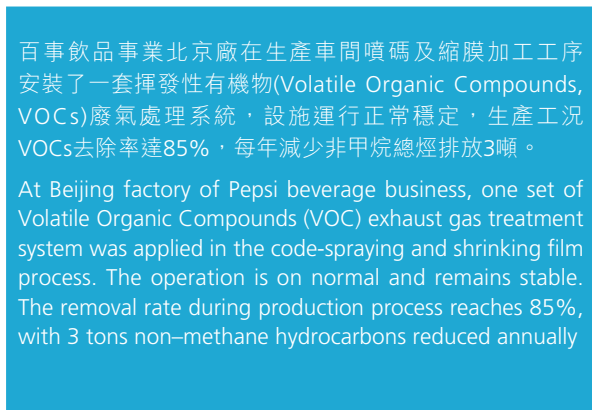 百事飲品事業北京廠在生產車間噴碼及縮膜加工工序
安裝了一套揮發性有機物(Volatile Organic Compounds,
VOCs)廢氣處理系統，設施運行正常穩定，生產工況
VOCs去除率達85%，每年減少非甲烷總烴排放3噸。
At Beijing factory of Pepsi beverage business, one set of
Volatile Organic Compounds (VOC) exhaust gas treatment
system was applied in the code-spraying and shrinking film
process. The operation is on normal and remains stable.
The removal rate during production process reaches 85%,
with 3 tons non–methane hydrocarbons reduced annually